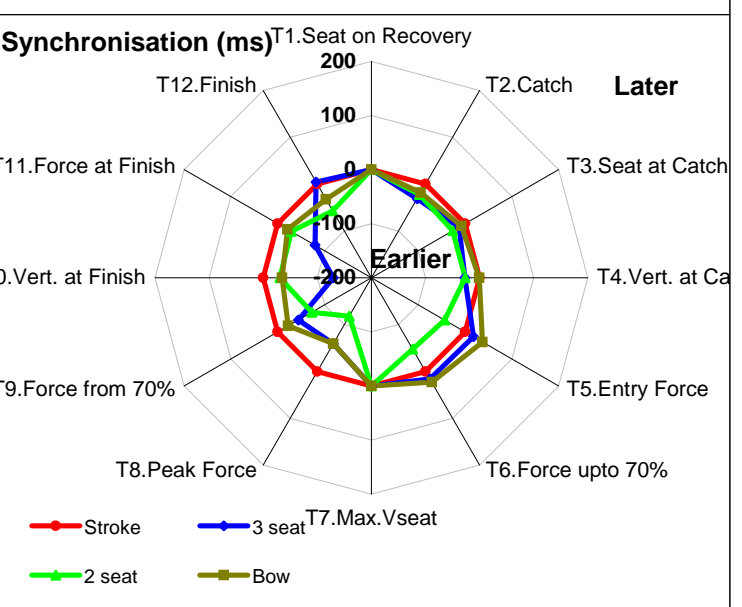 Synchronisation (ms)
T1.Seat on Recovery
200
T12.Finish
T2.Catch
Later
100
T11.Force at Finish
0
T3.Seat at Catch
-100
Earlier
0.Vert. at Finish
-200
T4.Vert. at Ca
T9.Force from 70%
T5.Entry Force
T8.Peak Force
T6.Force upto 70%
T7.Max.Vseat
Stroke
3 seat
2 seat
Bow